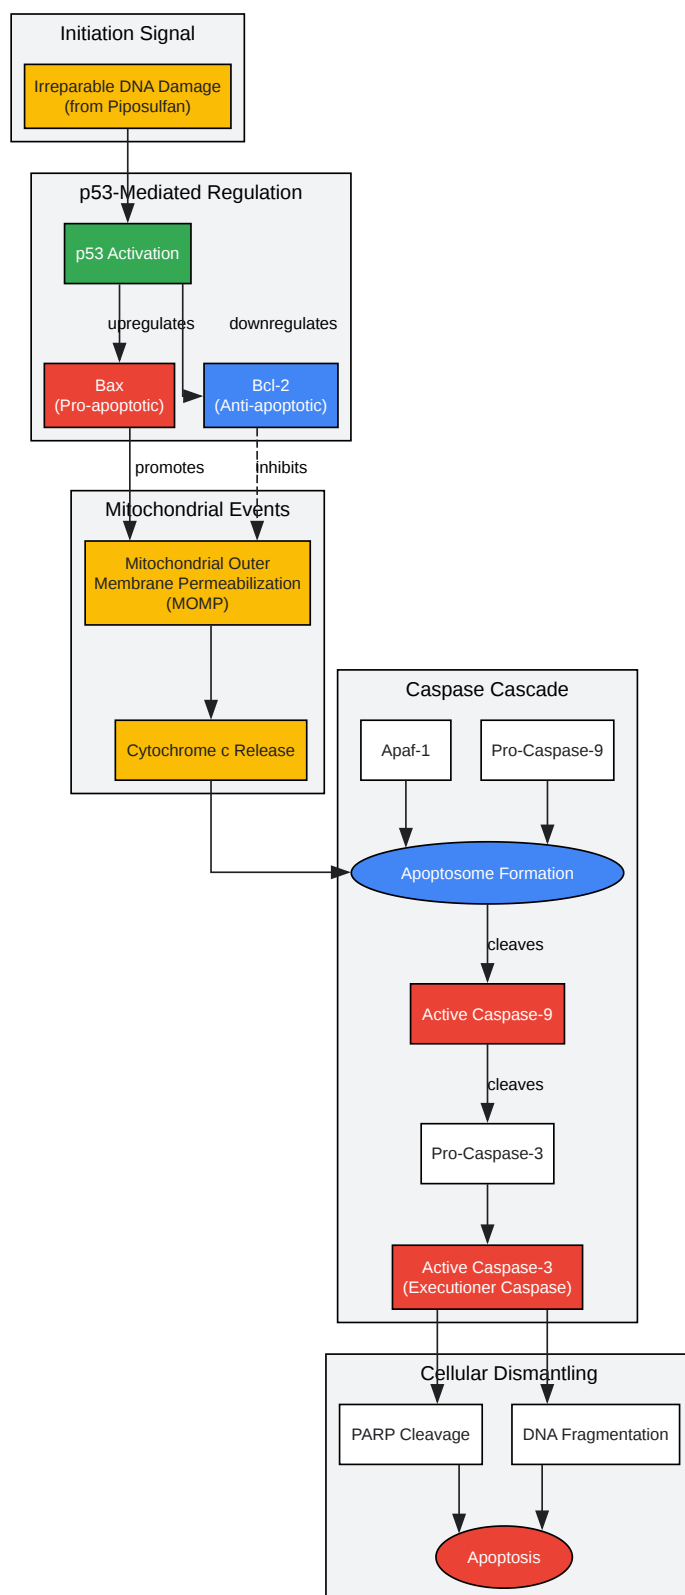 Initiation Signal
Irreparable DNA Damage
(from Piposulfan)
p53-Mediated Regulation
p53 Activation
upregulates
downregulates
Bax
(Pro-apoptotic)
Bcl-2
(Anti-apoptotic)
promotes
inhibits
Mitochondrial Events
Mitochondrial Outer
Membrane Permeabilization
(MOMP)
Cytochrome c Release
Caspase Cascade
Apaf-1
Pro-Caspase-9
Apoptosome Formation
cleaves
Active Caspase-9
cleaves
Pro-Caspase-3
Active Caspase-3
(Executioner Caspase)
Cellular Dismantling
PARP Cleavage
DNA Fragmentation
Apoptosis